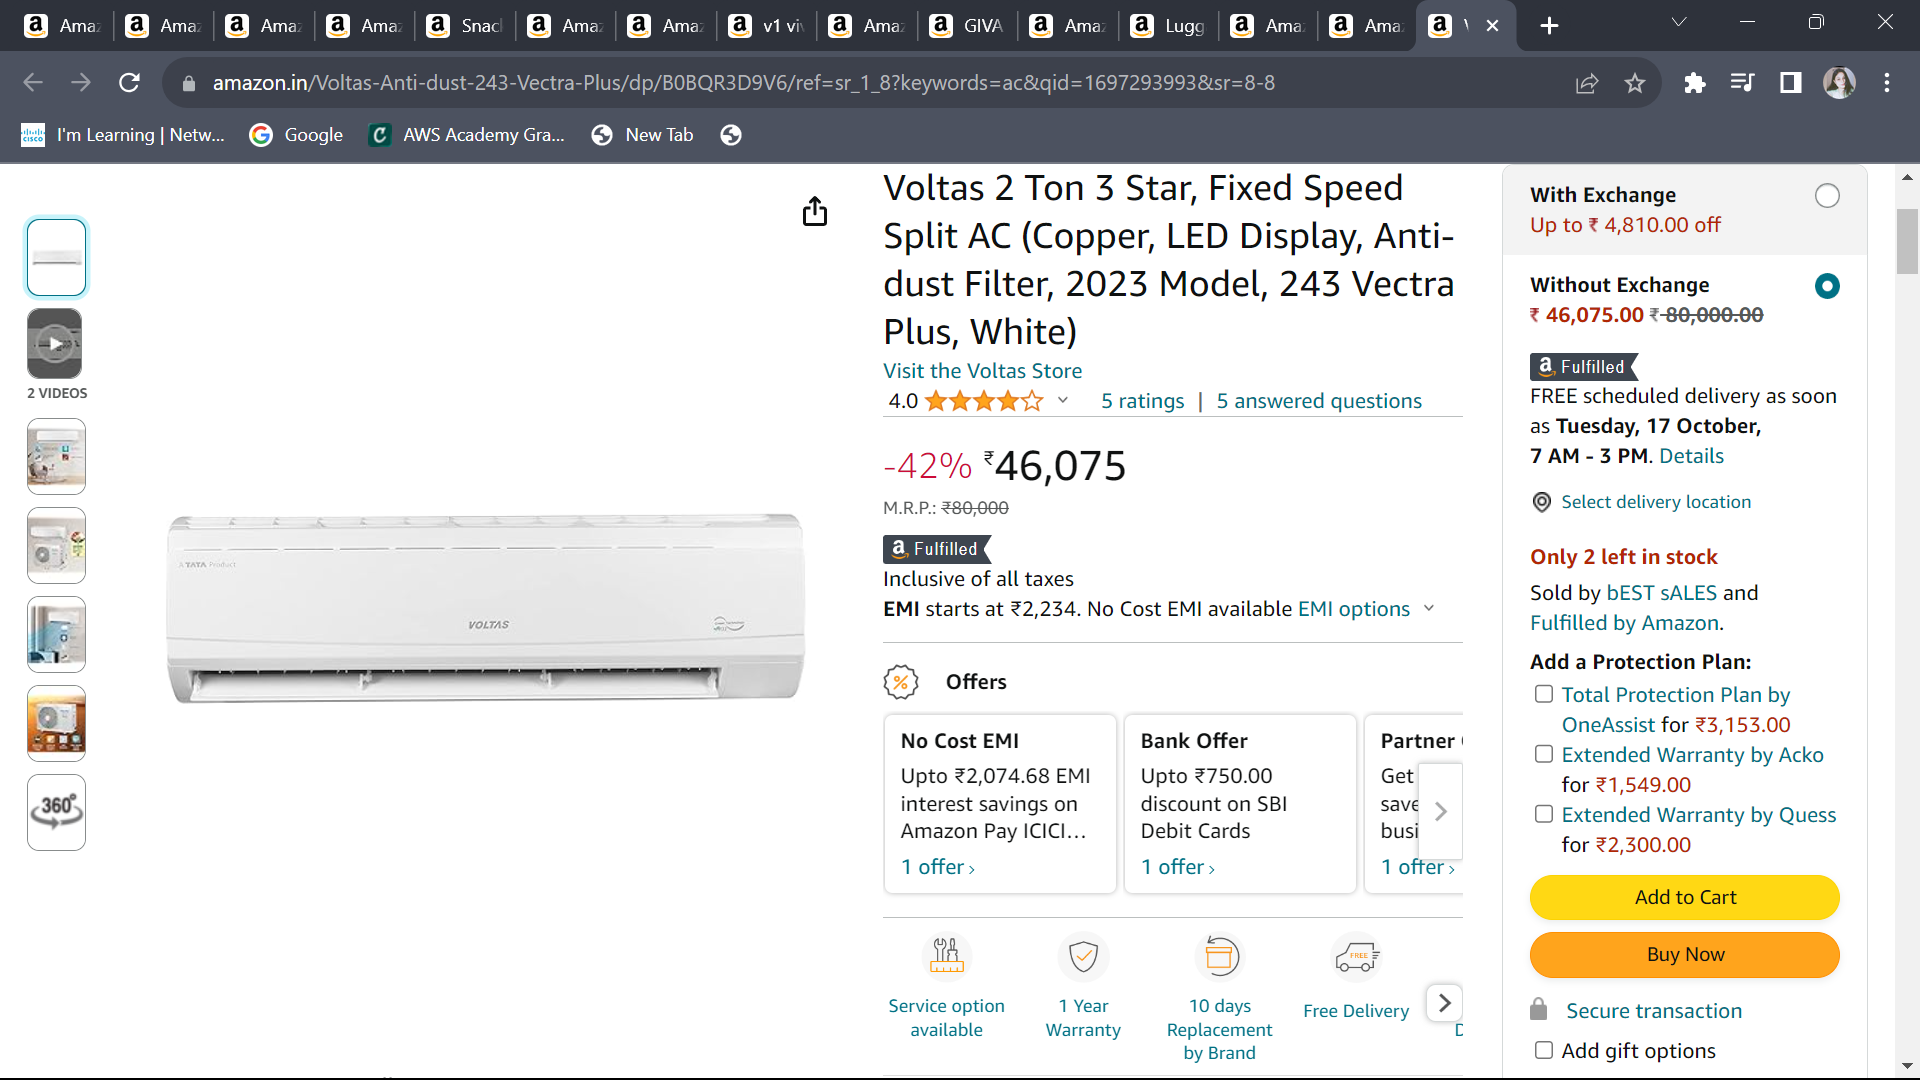 Ama
Ama
Ama
Ama
Snac
Ama
Ama
v1 viv
Ama
GIVA
Ama
Lugg
Ama
Ama
amazon.in/Voltas-Anti-dust-243-Vectra-Plus/dp/B0BQR3D9V6/ref=sr_1_8?keywords=ac&qid=1697293993&sr=8-8
I'm Learning | Netw...
Google
AWS Academy Gra...
New Tab
2 VIDEOS
360°
A TATA Product
VOLTAS
Voltas 2 Ton 3 Star, Fixed Speed
Split AC (Copper, LED Display, Anti-
dust Filter, 2023 Model, 243 Vectra
Plus, White)
Visit the Voltas Store
4.0 5 ratings | 5 answered questions
-42% ₹46,075
M.R.P.: ₹80,000
a Fulfilled
Inclusive of all taxes
EMI starts at ₹2,234. No Cost EMI available EMI options
Offers
No Cost EMI
Upto ₹2,074.68 EMI
interest savings on
Amazon Pay ICICI...
1 offer ›
Bank Offer
Upto ₹750.00
discount on SBI
Debit Cards
1 offer ›
Partner
Get
save
busi
1 offer ›
Service option
available
1 Year
Warranty
10 days
Replacement
by Brand
FREE
Free Delivery
D
With Exchange
Up to ₹ 4,810.00 off
Without Exchange
₹ 46,075.00 ₹ 80,000.00
a Fulfilled
FREE scheduled delivery as soon
as Tuesday, 17 October,
7 AM - 3 PM. Details
Select delivery location
Only 2 left in stock
Sold by bEST sALES and
Fulfilled by Amazon.
Add a Protection Plan:
Total Protection Plan by
OneAssist for ₹3,153.00
Extended Warranty by Acko
for ₹1,549.00
Extended Warranty by Quess
for ₹2,300.00
Add to Cart
Buy Now
Secure transaction
Add gift options